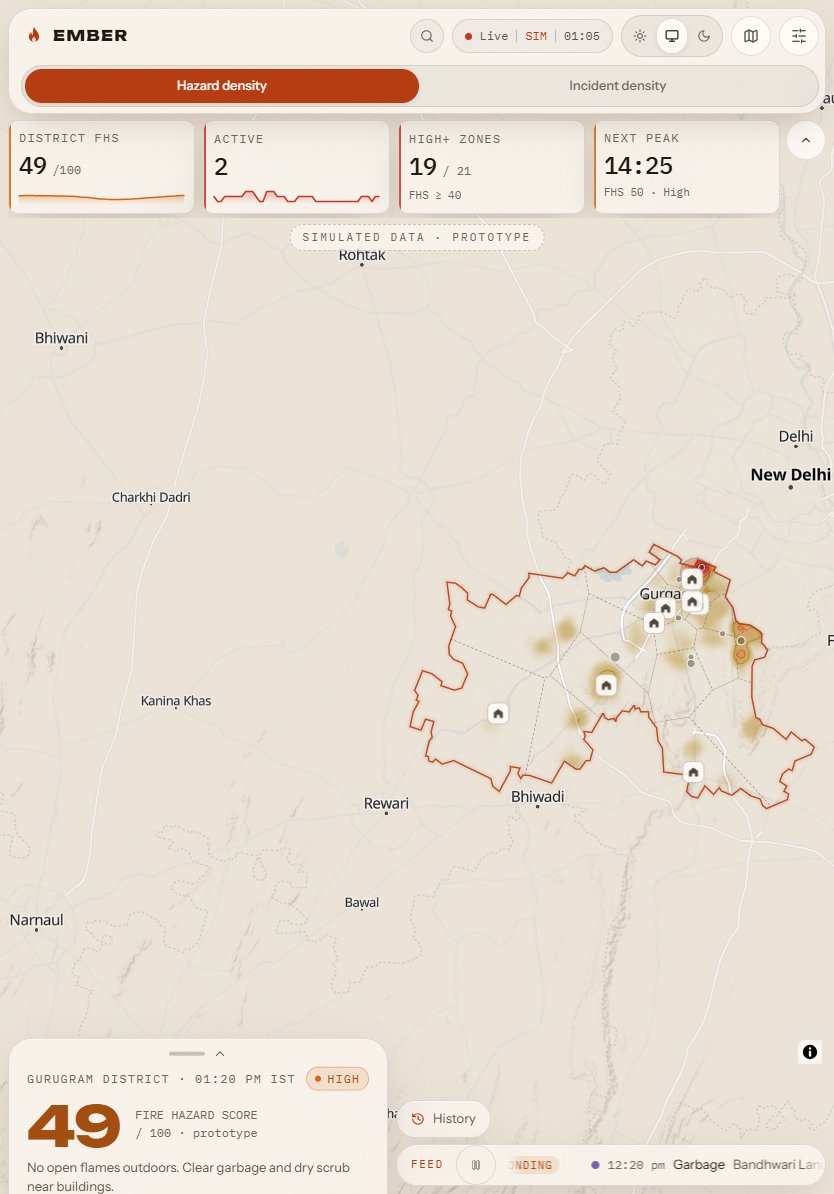 EMBER
Live | SIM | 01:05
Hazard density
Incident density
DISTRICT FHS
49 /100
ACTIVE
2
HIGH+ ZONES
19 / 21
FHS ≥ 40
NEXT PEAK
14:25
FHS 50 · High
SIMULATED DATA · PROTOTYPE
Rohtak
Bhiwani
Delhi
New Delhi
Charkhi Dadri
Gurga
Kanina Khas
Rewari
Bhiwadi
Bawal
Narnaul
GURUGRAM DISTRICT · 01:20 PM IST
HIGH
49
FIRE HAZARD SCORE
/ 100 · prototype
No open flames outdoors. Clear garbage and dry scrub
near buildings.
History
FEED
NDING
12:20 pm Garbage Bandhwari Lan